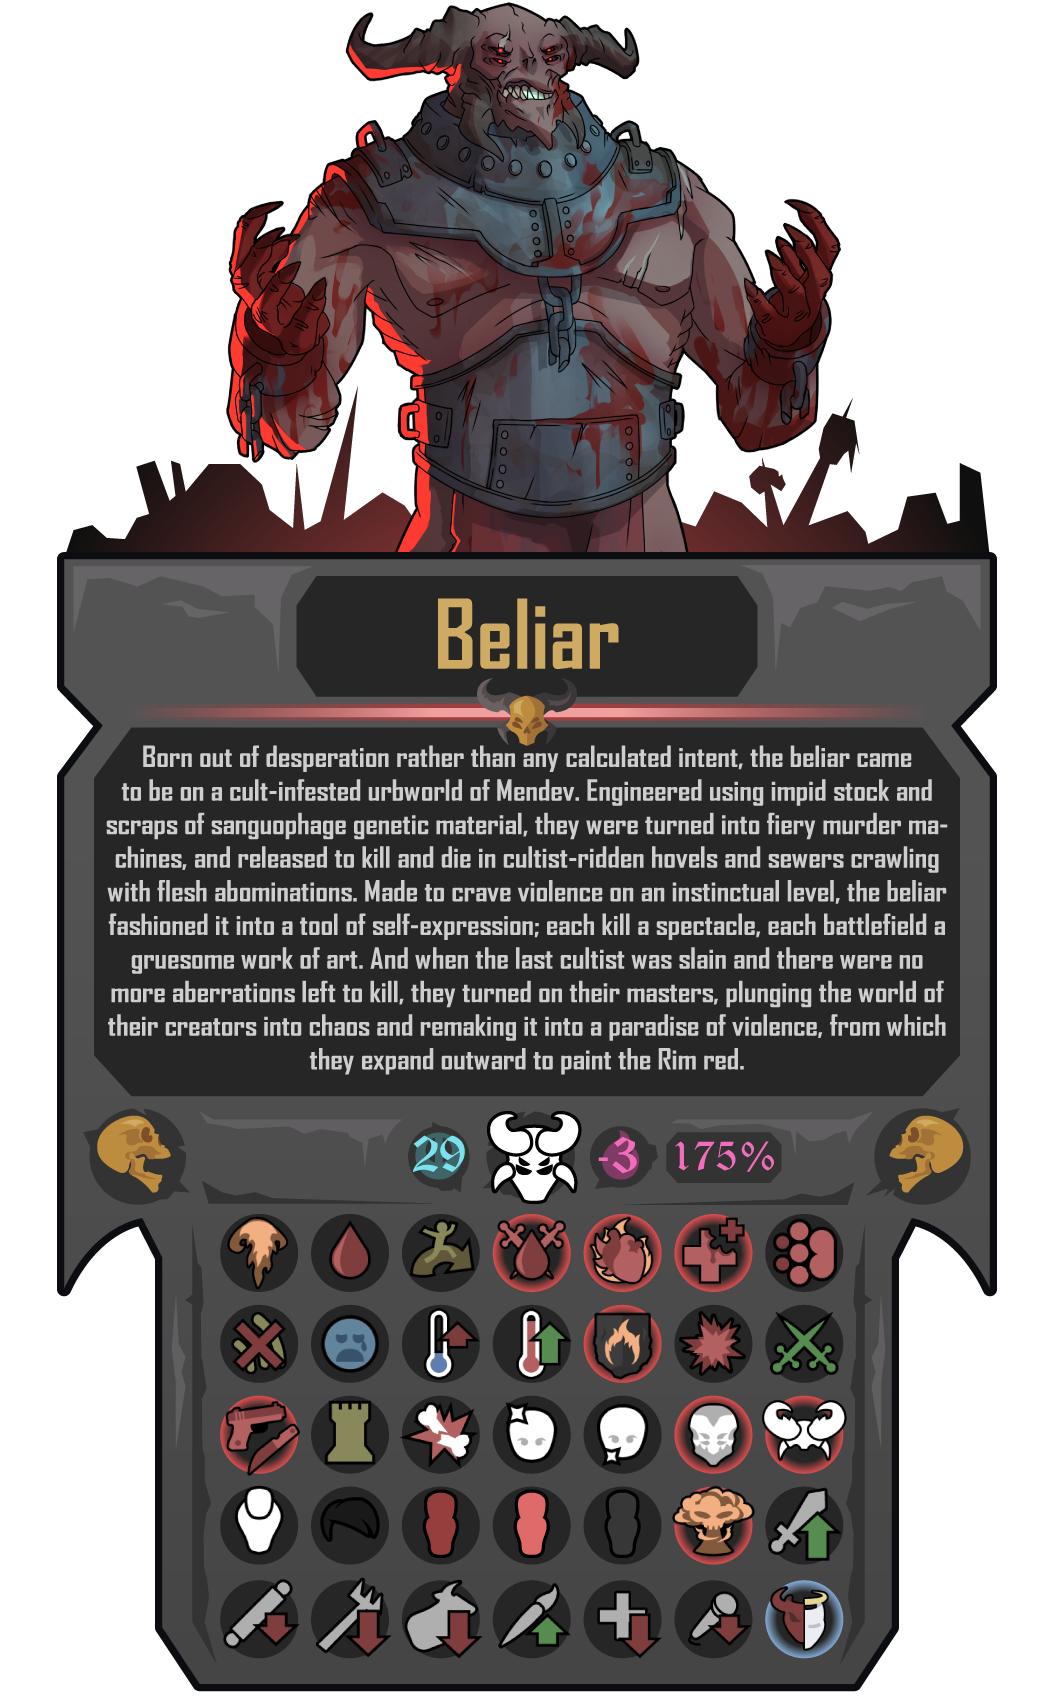 Beliar
Born out of desperation rather than any calculated intent, the beliar came
to be on a cult-infested urbworld of Mendev. Engineered using impid stock and
scraps of sanguophage genetic material, they were turned into fiery murder ma-
chines, and released to kill and die in cultist-ridden hovels and sewers crawling
with flesh abominations. Made to crave violence on an instinctual level, the beliar
fashioned it into a tool of self-expression; each kill a spectacle, each battlefield a
gruesome work of art. And when the last cultist was slain and there were no
more aberrations left to kill, they turned on their masters, plunging the world of
their creators into chaos and remaking it into a paradise of violence, from which
they expand outward to paint the Rim red.
29 -3 175%